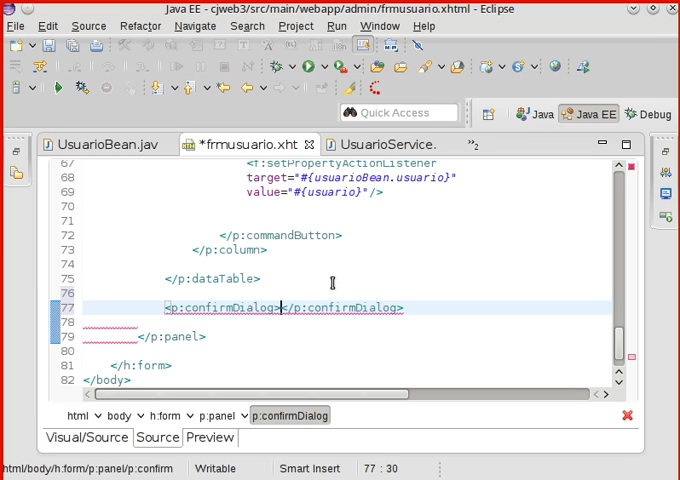 Java EE - cjweb3/src/main/webapp/admin/frmusuario.xhtml - Eclipse
File Edit Source Refactor Navigate Search Project Run Window Help
Quick Access
Java Java EE Debug
UsuarioBean.jav *frmusuario.xht UsuarioService. »2
67 <f:setPropertyActionListener
68 target="#{usuarioBean.usuario}"
69 value="#{usuario}"/>
70
71
72 </p:commandButton>
73 </p:column>
74
75 </p:dataTable>
76
77 <p:confirmDialog></p:confirmDialog>
78
79 </p:panel>
80
81 </h:form>
82 </body>
html body h:form p:panel p:confirmDialog
Visual/Source Source Preview
html/body/h:form/p:panel/p:confirm Writable Smart Insert 77 : 30